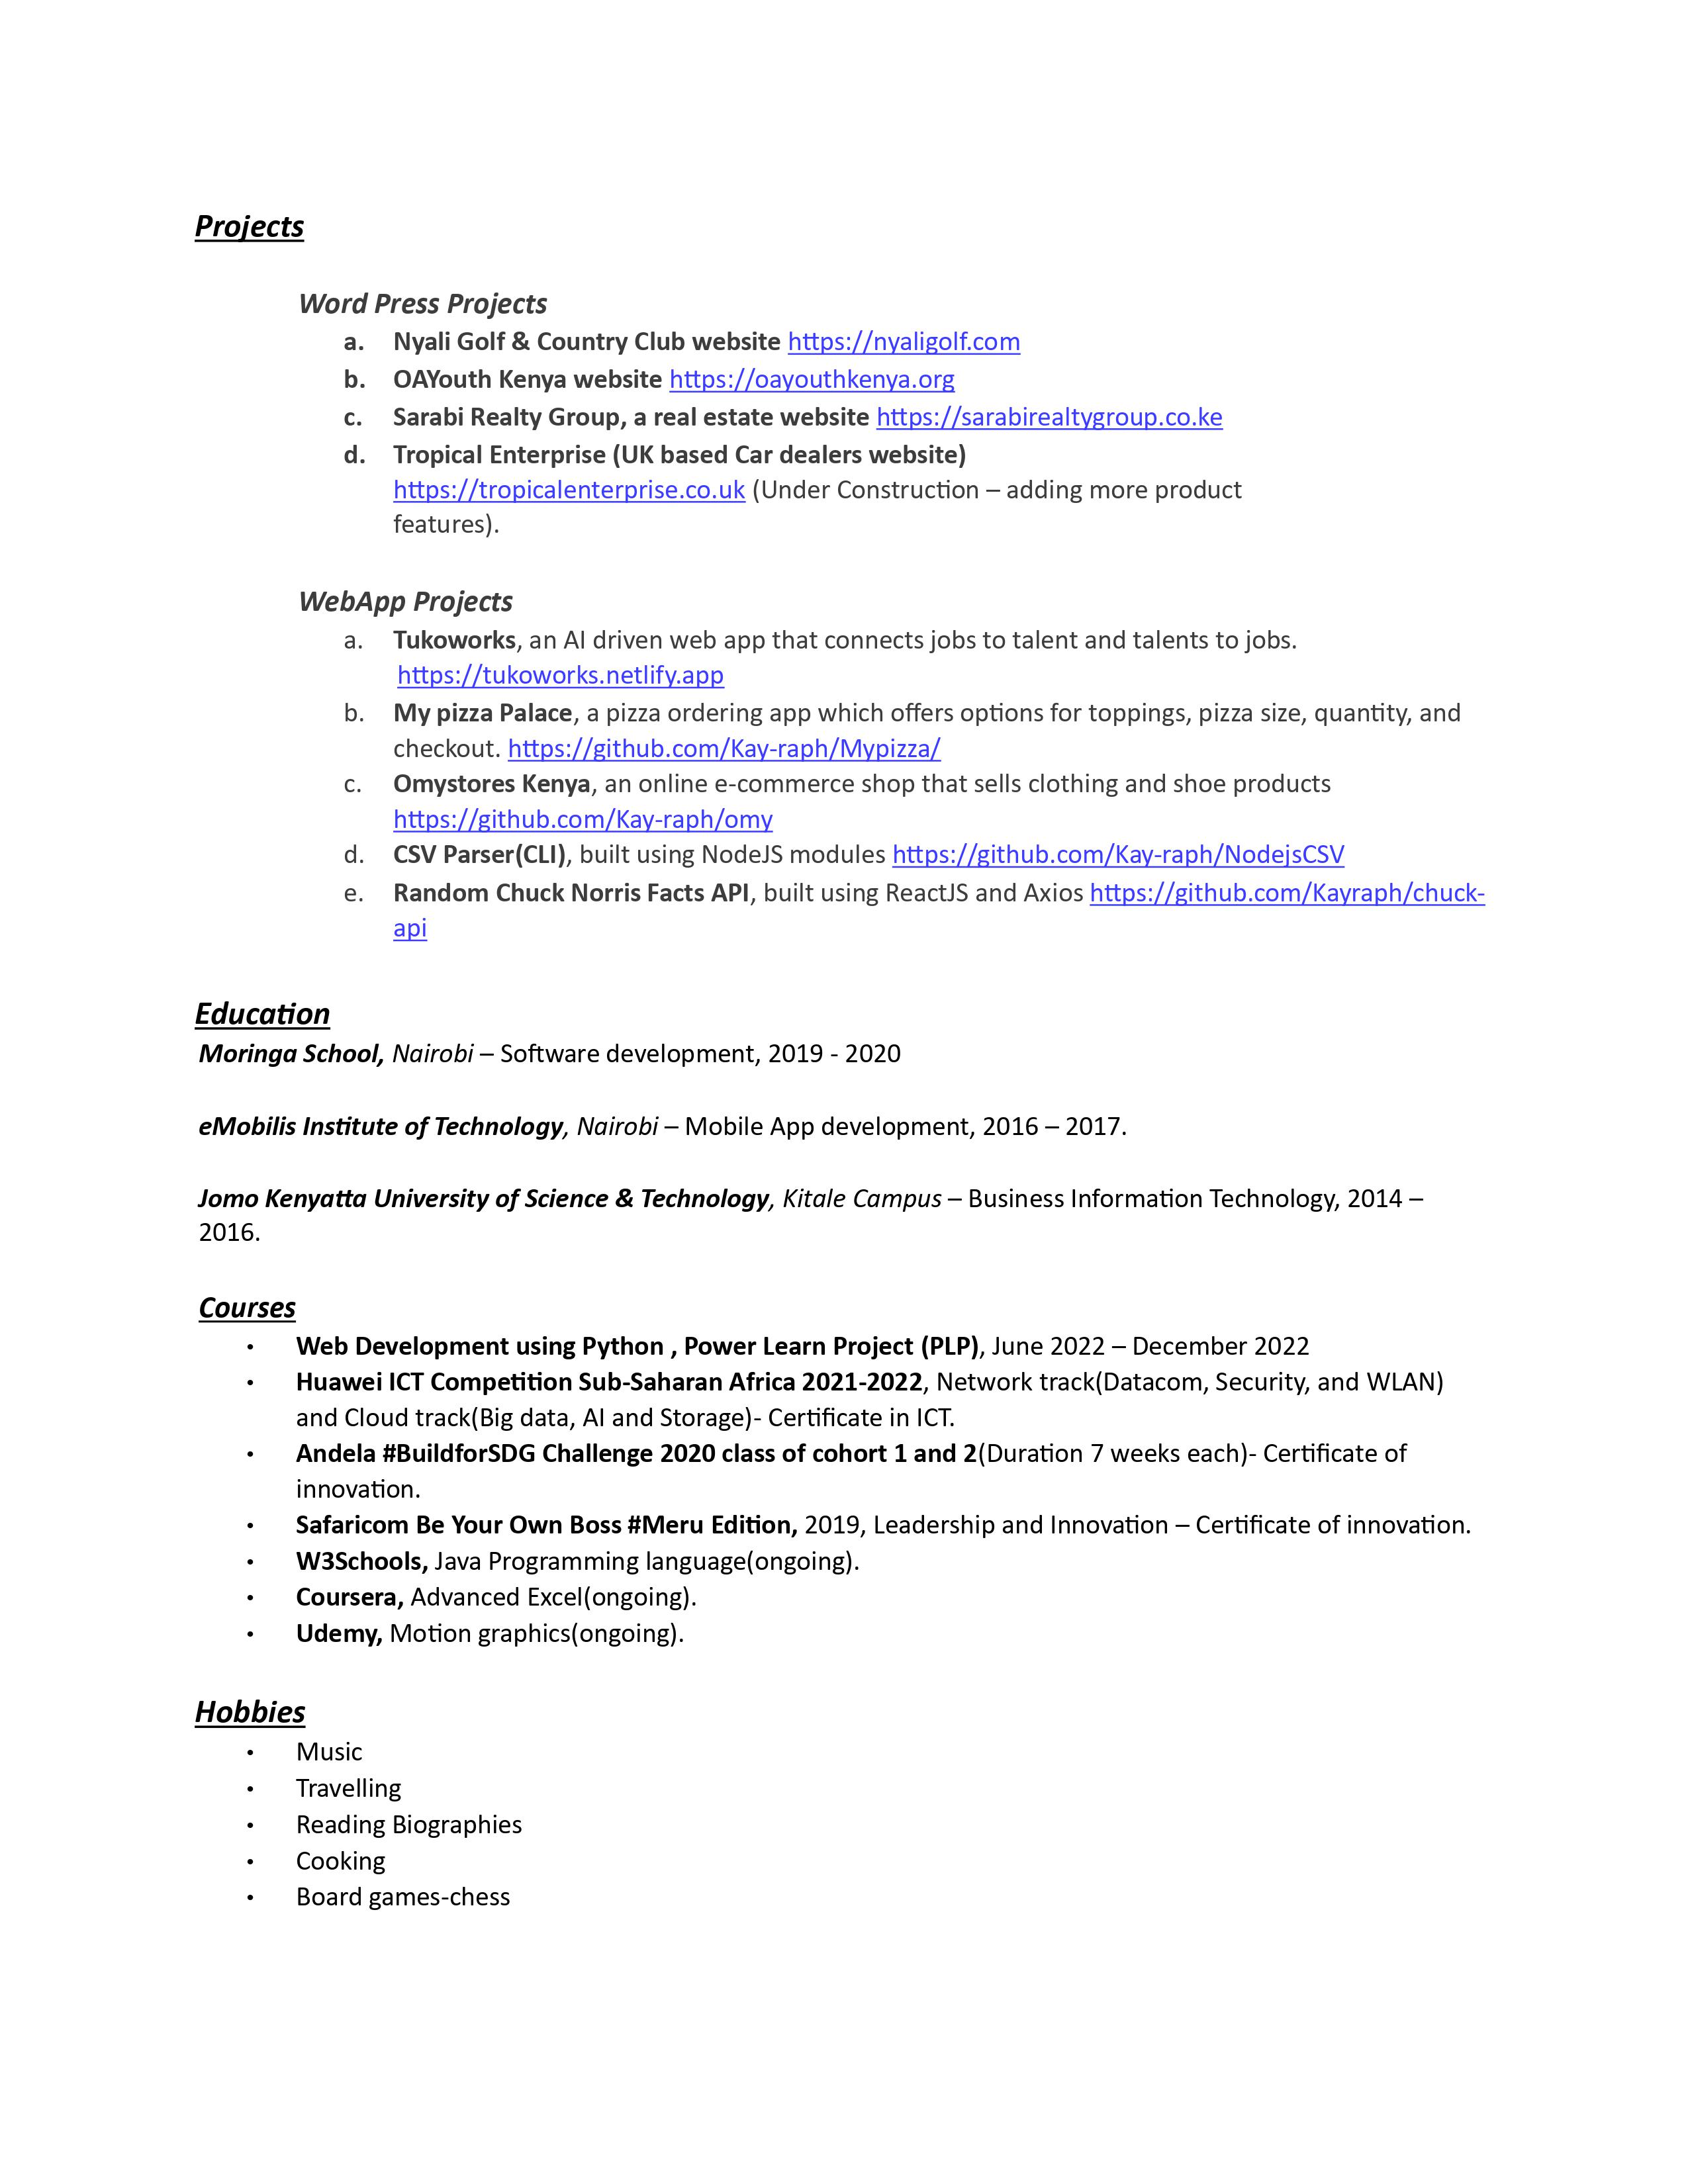 Projects
Word Press Projects
a. Nyali Golf & Country Club website https://nyaligolf.com
b. OAYouth Kenya website https://oayouthkenya.org
c. Sarabi Realty Group, a real estate website https://sarabirealtygroup.co.ke
d. Tropical Enterprise (UK based Car dealers website)
https://tropicalenterprise.co.uk (Under Construction – adding more product
features).
WebApp Projects
a. Tukoworks, an AI driven web app that connects jobs to talent and talents to jobs.
https://tukoworks.netlify.app
b. My pizza Palace, a pizza ordering app which offers options for toppings, pizza size, quantity, and
checkout. https://github.com/Kay-raph/Mypizza/
c. Omystores Kenya, an online e-commerce shop that sells clothing and shoe products
https://github.com/Kay-raph/omy
d. CSV Parser(CLI), built using NodeJS modules https://github.com/Kay-raph/NodejsCSV
e. Random Chuck Norris Facts API, built using ReactJS and Axios https://github.com/Kayraph/chuck-
api
Education
Moringa School, Nairobi – Software development, 2019 - 2020
eMobilis Institute of Technology, Nairobi – Mobile App development, 2016 – 2017.
Jomo Kenyatta University of Science & Technology, Kitale Campus – Business Information Technology, 2014 –
2016.
Courses
• Web Development using Python , Power Learn Project (PLP), June 2022 – December 2022
• Huawei ICT Competition Sub-Saharan Africa 2021-2022, Network track(Datacom, Security, and WLAN)
and Cloud track(Big data, AI and Storage)- Certificate in ICT.
• Andela #BuildforSDG Challenge 2020 class of cohort 1 and 2(Duration 7 weeks each)- Certificate of
innovation.
• Safaricom Be Your Own Boss #Meru Edition, 2019, Leadership and Innovation – Certificate of innovation.
• W3Schools, Java Programming language(ongoing).
• Coursera, Advanced Excel(ongoing).
• Udemy, Motion graphics(ongoing).
Hobbies
• Music
• Travelling
• Reading Biographies
• Cooking
• Board games-chess